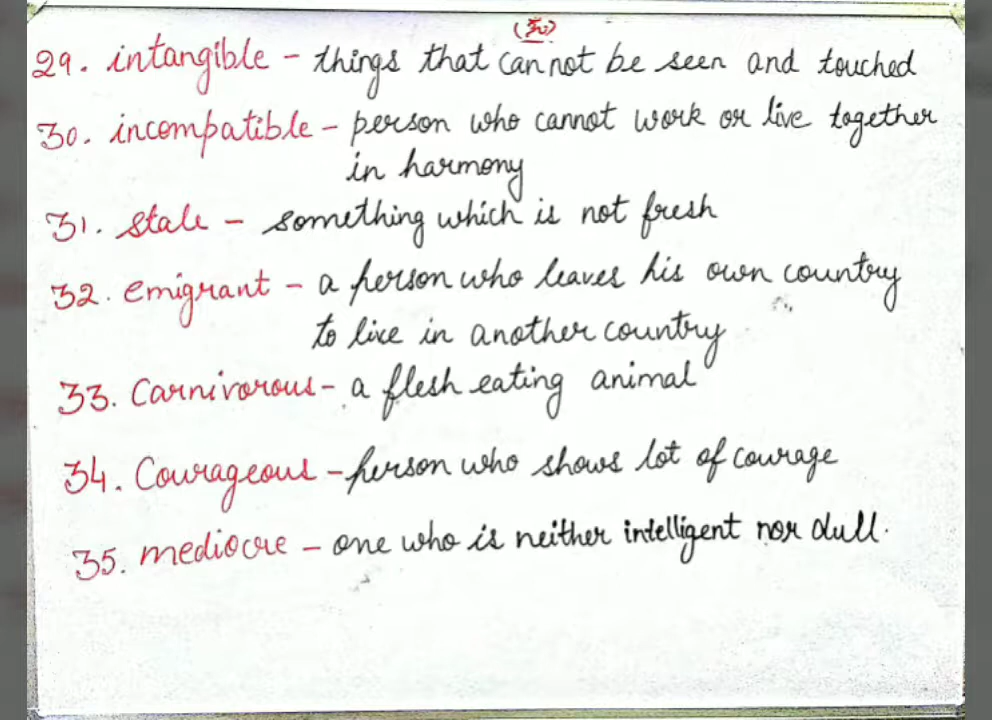 29. intangible - things that cannot be seen and touched
30. incompatible - person who cannot work or live together
in harmony
31. stale - something which is not fresh
32. emigrant - a person who leaves his own country
to live in another country
33. Carnivorous - a flesh eating animal
34. Courageous - person who shows lot of courage
35. mediocre - one who is neither intelligent nor dull.